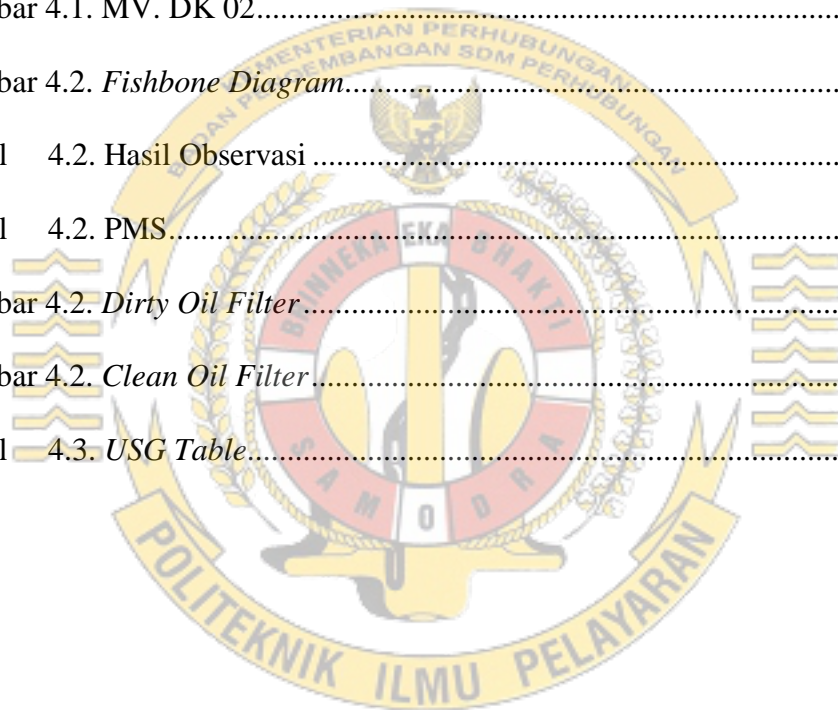 bar 4.1. MV. DK 02
bar 4.2. Fishbone Diagram
l 4.2. Hasil Observasi
l 4.2. PMS
bar 4.2. Dirty Oil Filter
bar 4.2. Clean Oil Filter
l 4.3. USG Table
BADAN PENGEMBANGAN SDM PERHUBUNGAN
KEMENTERIAN PERHUBUNGAN
BHINNEKA EKA BHAKTI
SAMODRA
POLITEKNIK ILMU PELAYARAN